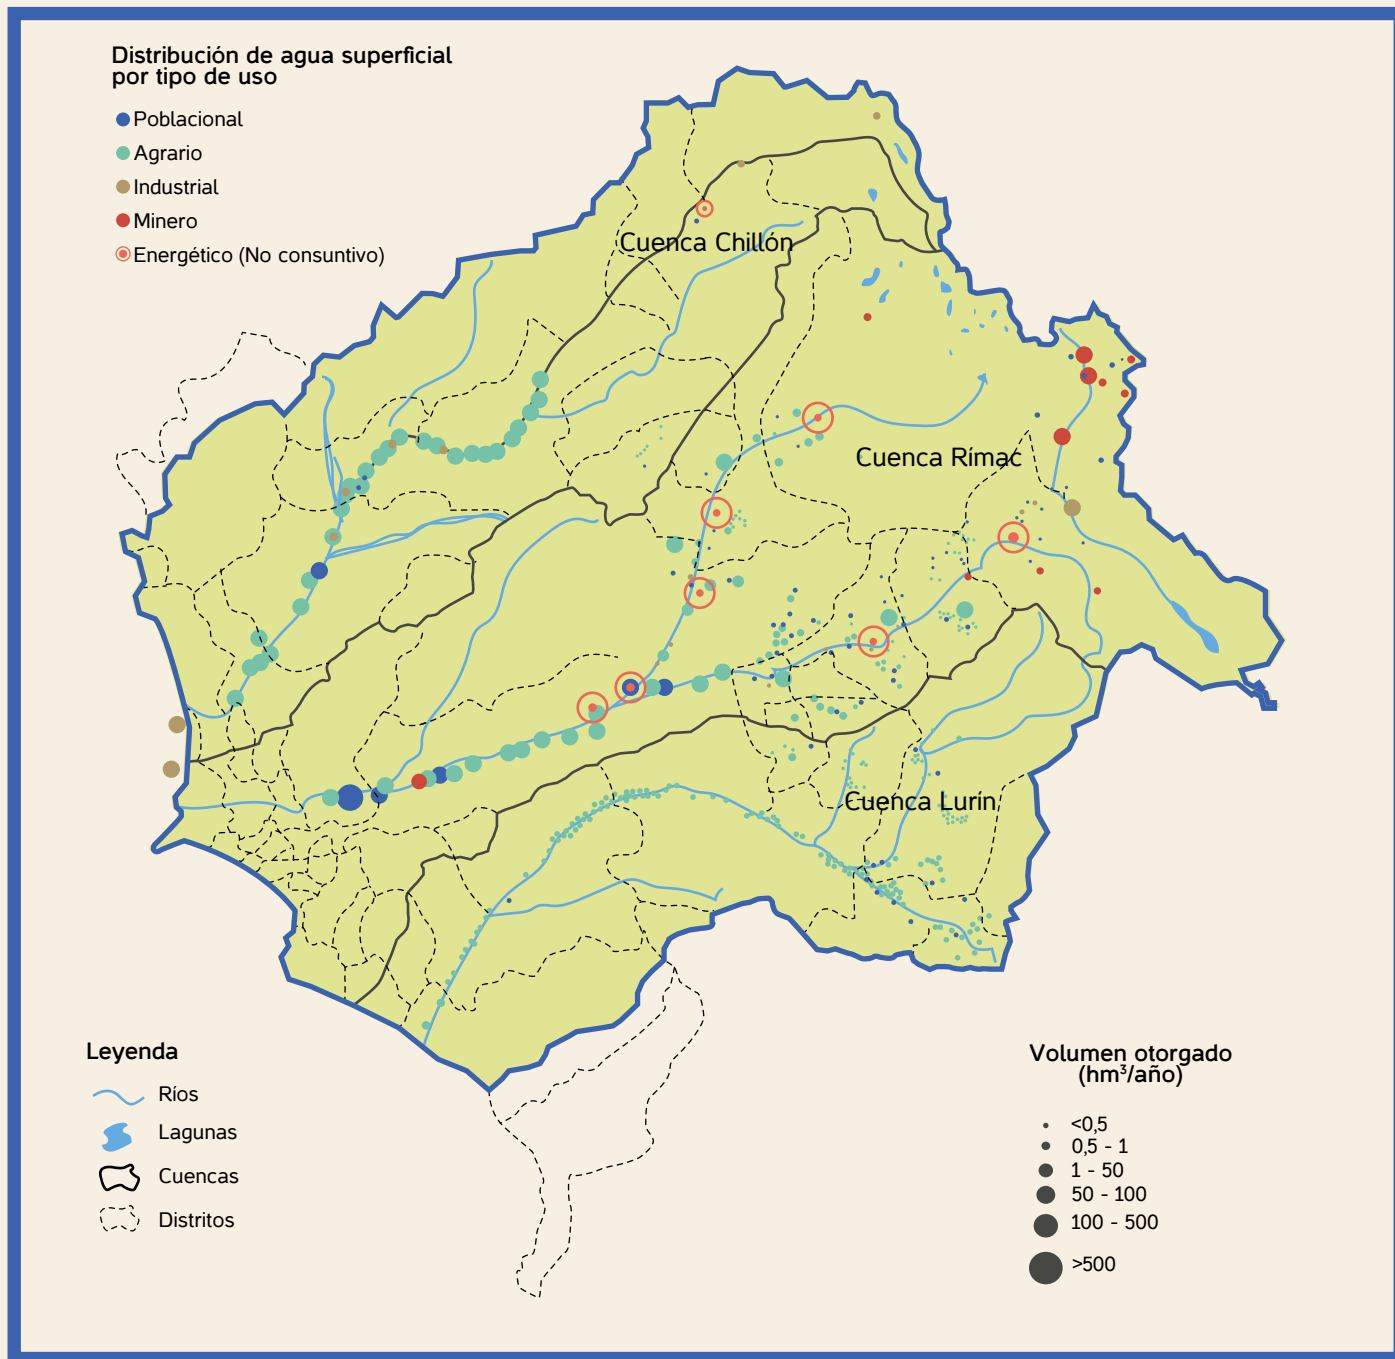 Distribución de agua superficial
por tipo de uso
Poblacional
Agrario
Industrial
Minero
Energético (No consuntivo)
Cuenca Chillón
Cuenca Rímac
Cuenca Lurín
Leyenda
Ríos
Lagunas
Cuencas
Distritos
Volumen otorgado
(hm³/año)
<0,5
0,5 - 1
1 - 50
50 - 100
100 - 500
>500